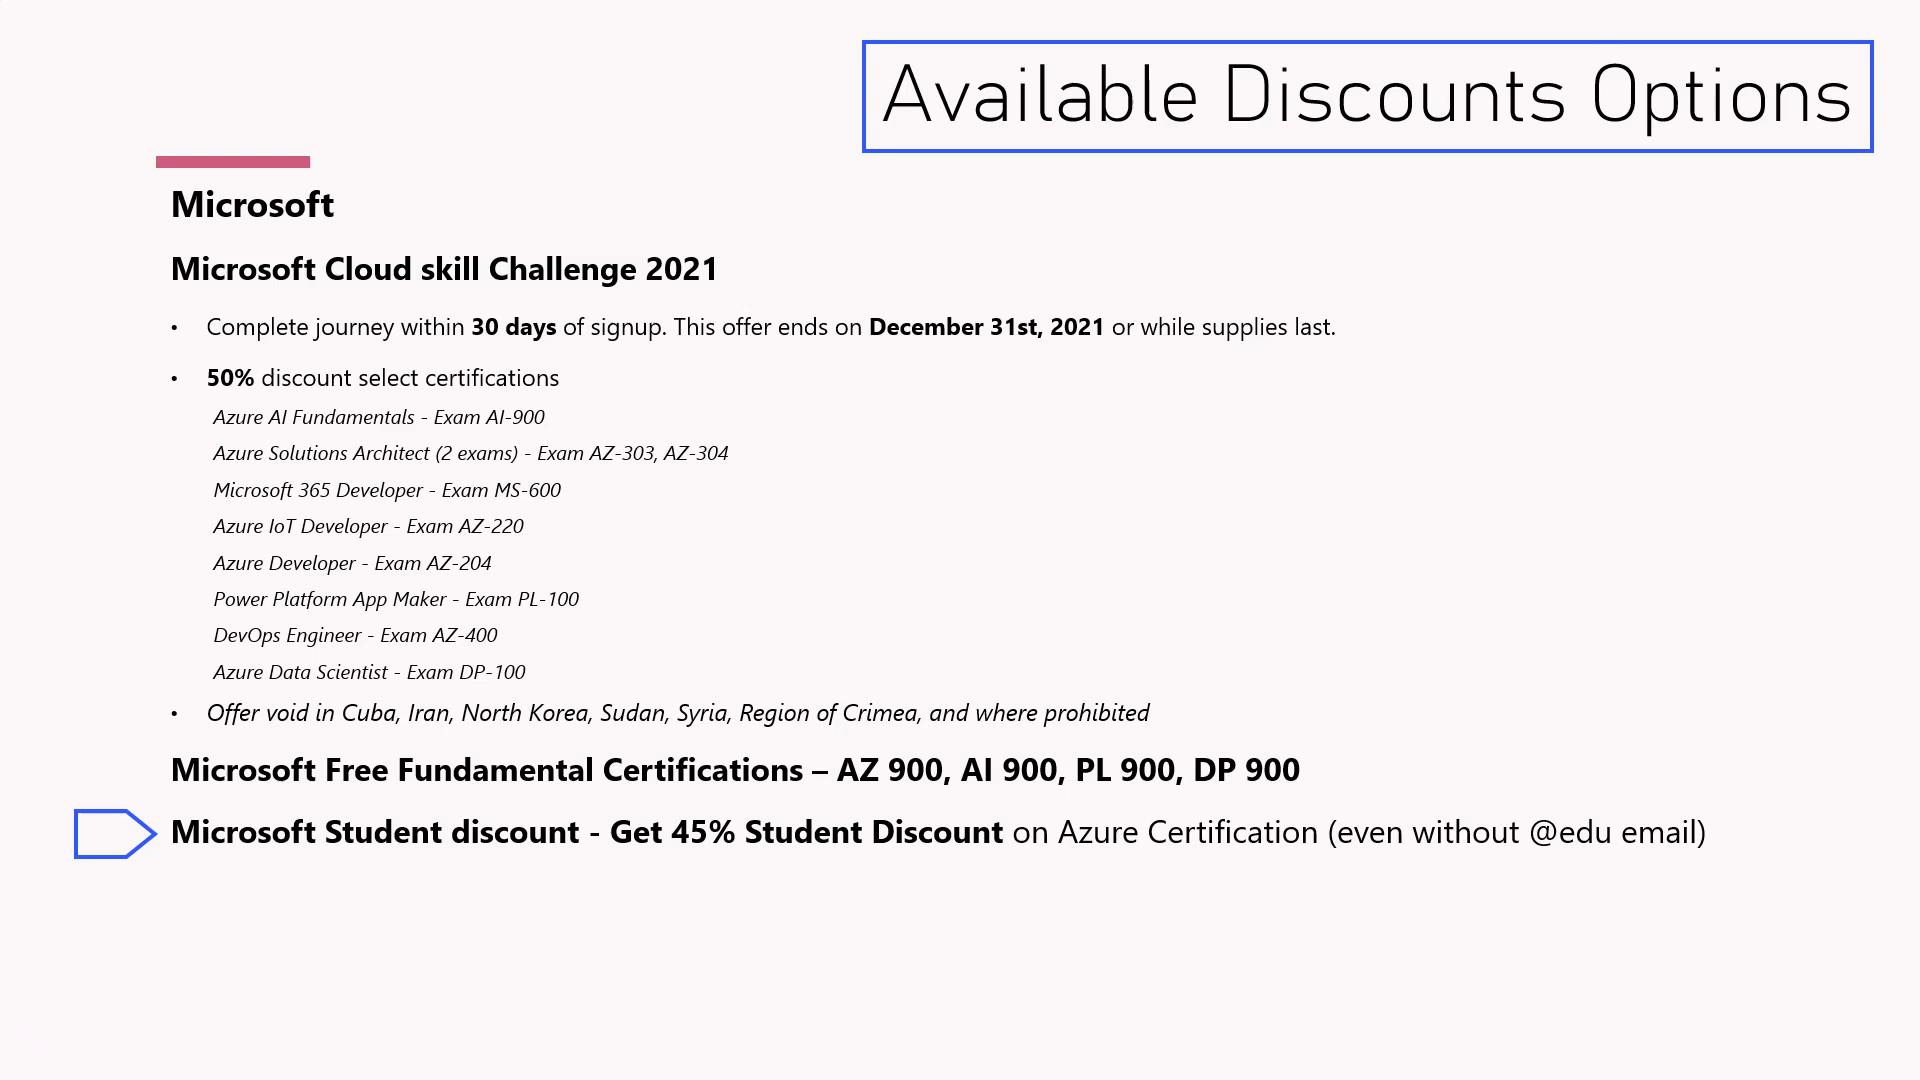 Available Discounts Options
Microsoft
Microsoft Cloud skill Challenge 2021
• Complete journey within 30 days of signup. This offer ends on December 31st, 2021 or while supplies last.
• 50% discount select certifications
Azure AI Fundamentals - Exam AI-900
Azure Solutions Architect (2 exams) - Exam AZ-303, AZ-304
Microsoft 365 Developer - Exam MS-600
Azure IoT Developer - Exam AZ-220
Azure Developer - Exam AZ-204
Power Platform App Maker - Exam PL-100
DevOps Engineer - Exam AZ-400
Azure Data Scientist - Exam DP-100
• Offer void in Cuba, Iran, North Korea, Sudan, Syria, Region of Crimea, and where prohibited
Microsoft Free Fundamental Certifications – AZ 900, AI 900, PL 900, DP 900
Microsoft Student discount - Get 45% Student Discount on Azure Certification (even without @edu email)